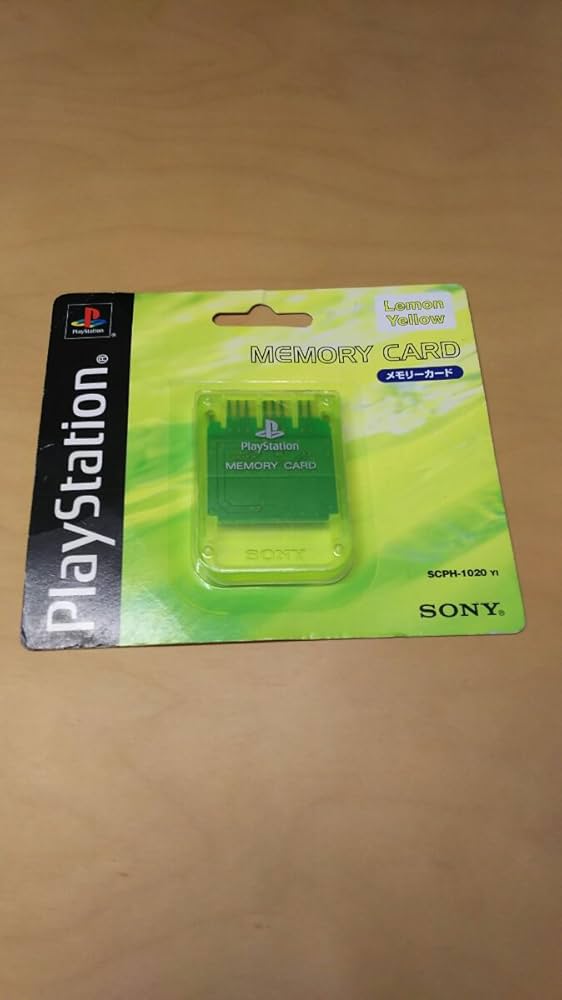 PlayStation®
PlayStation®
Lemon
Yellow
MEMORY CARD
メモリーカード
PlayStation
MEMORY CARD
SONY
SCPH-1020 YI
SONY®